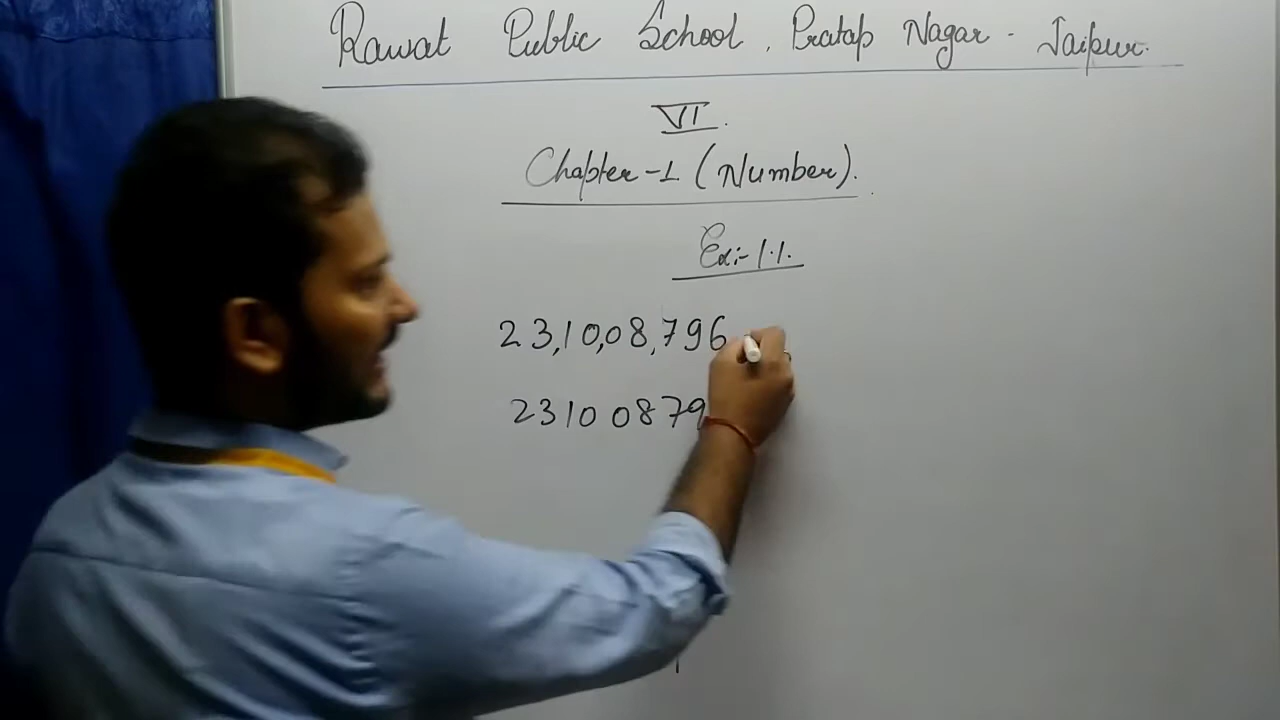 Rawat Public School, Pratap Nagar - Jaipur.
VI.
Chapter-1 (Number).
Ex:- 1.1.
23,10,08,796
23100879